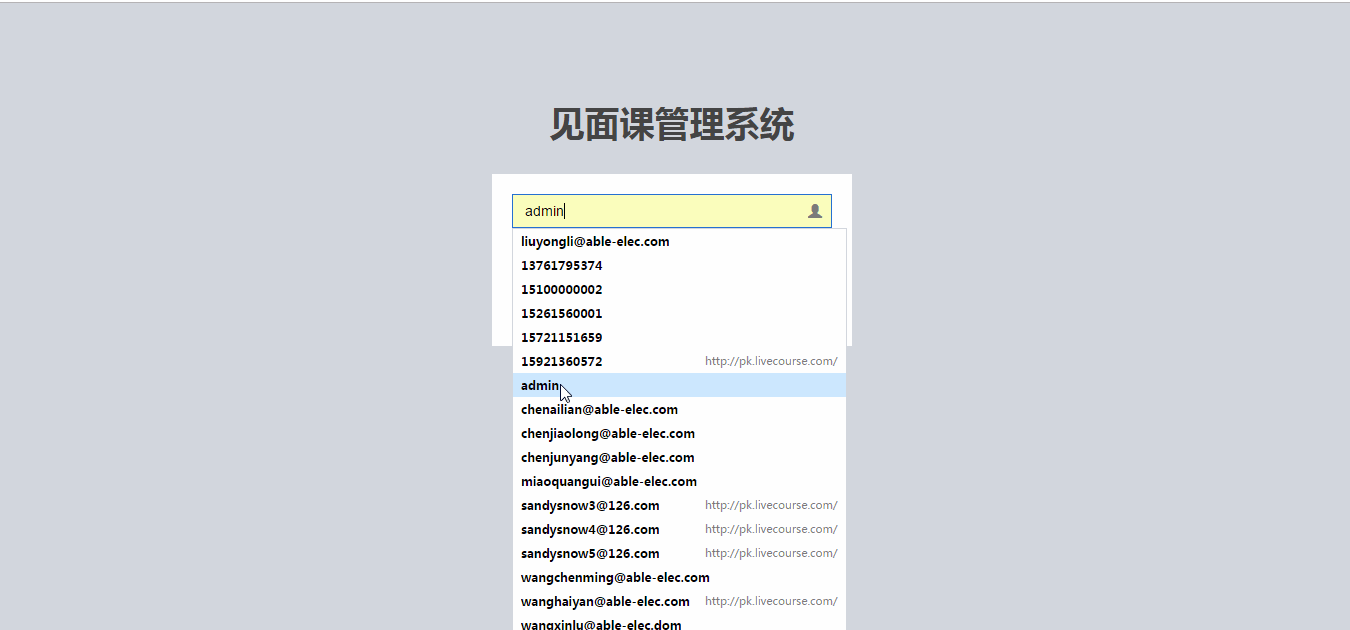 见面课管理系统
admin
liuyongli@able-elec.com
13761795374
15100000002
15261560001
15721151659
15921360572 http://pk.livecourse.com/
admin
chenailian@able-elec.com
chenjiaolong@able-elec.com
chenjunyang@able-elec.com
miaoquangui@able-elec.com
sandysnow3@126.com http://pk.livecourse.com/
sandysnow4@126.com http://pk.livecourse.com/
sandysnow5@126.com http://pk.livecourse.com/
wangchenming@able-elec.com
wanghaiyan@able-elec.com http://pk.livecourse.com/
wangxinlu@able-elec.dom